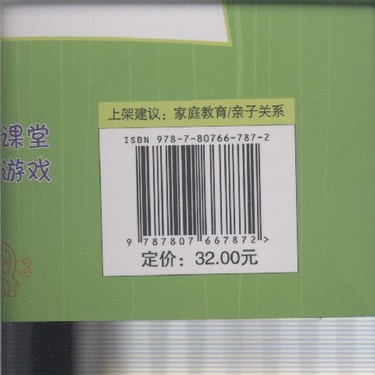 上架建议：家庭教育/亲子关系
ISBN 978-7-80766-787-2
课堂
游戏
9 787807 667872 >
定价：32.00元